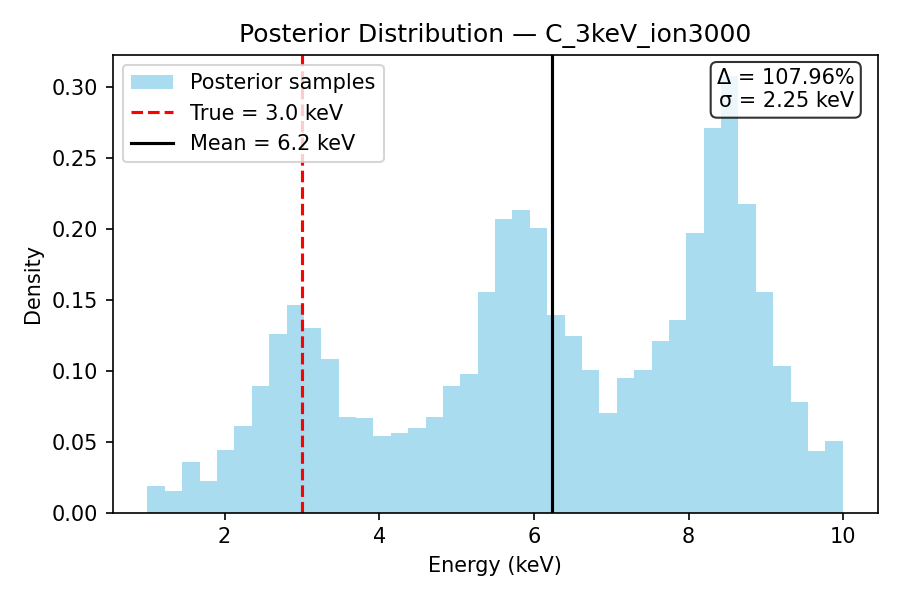 Posterior Distribution — C_3keV_ion3000
Posterior samples
True = 3.0 keV
Mean = 6.2 keV
Δ = 107.96%
σ = 2.25 keV
0.30
0.25
0.20
0.15
0.10
0.05
0.00
Density
2 4 6 8 10
Energy (keV)